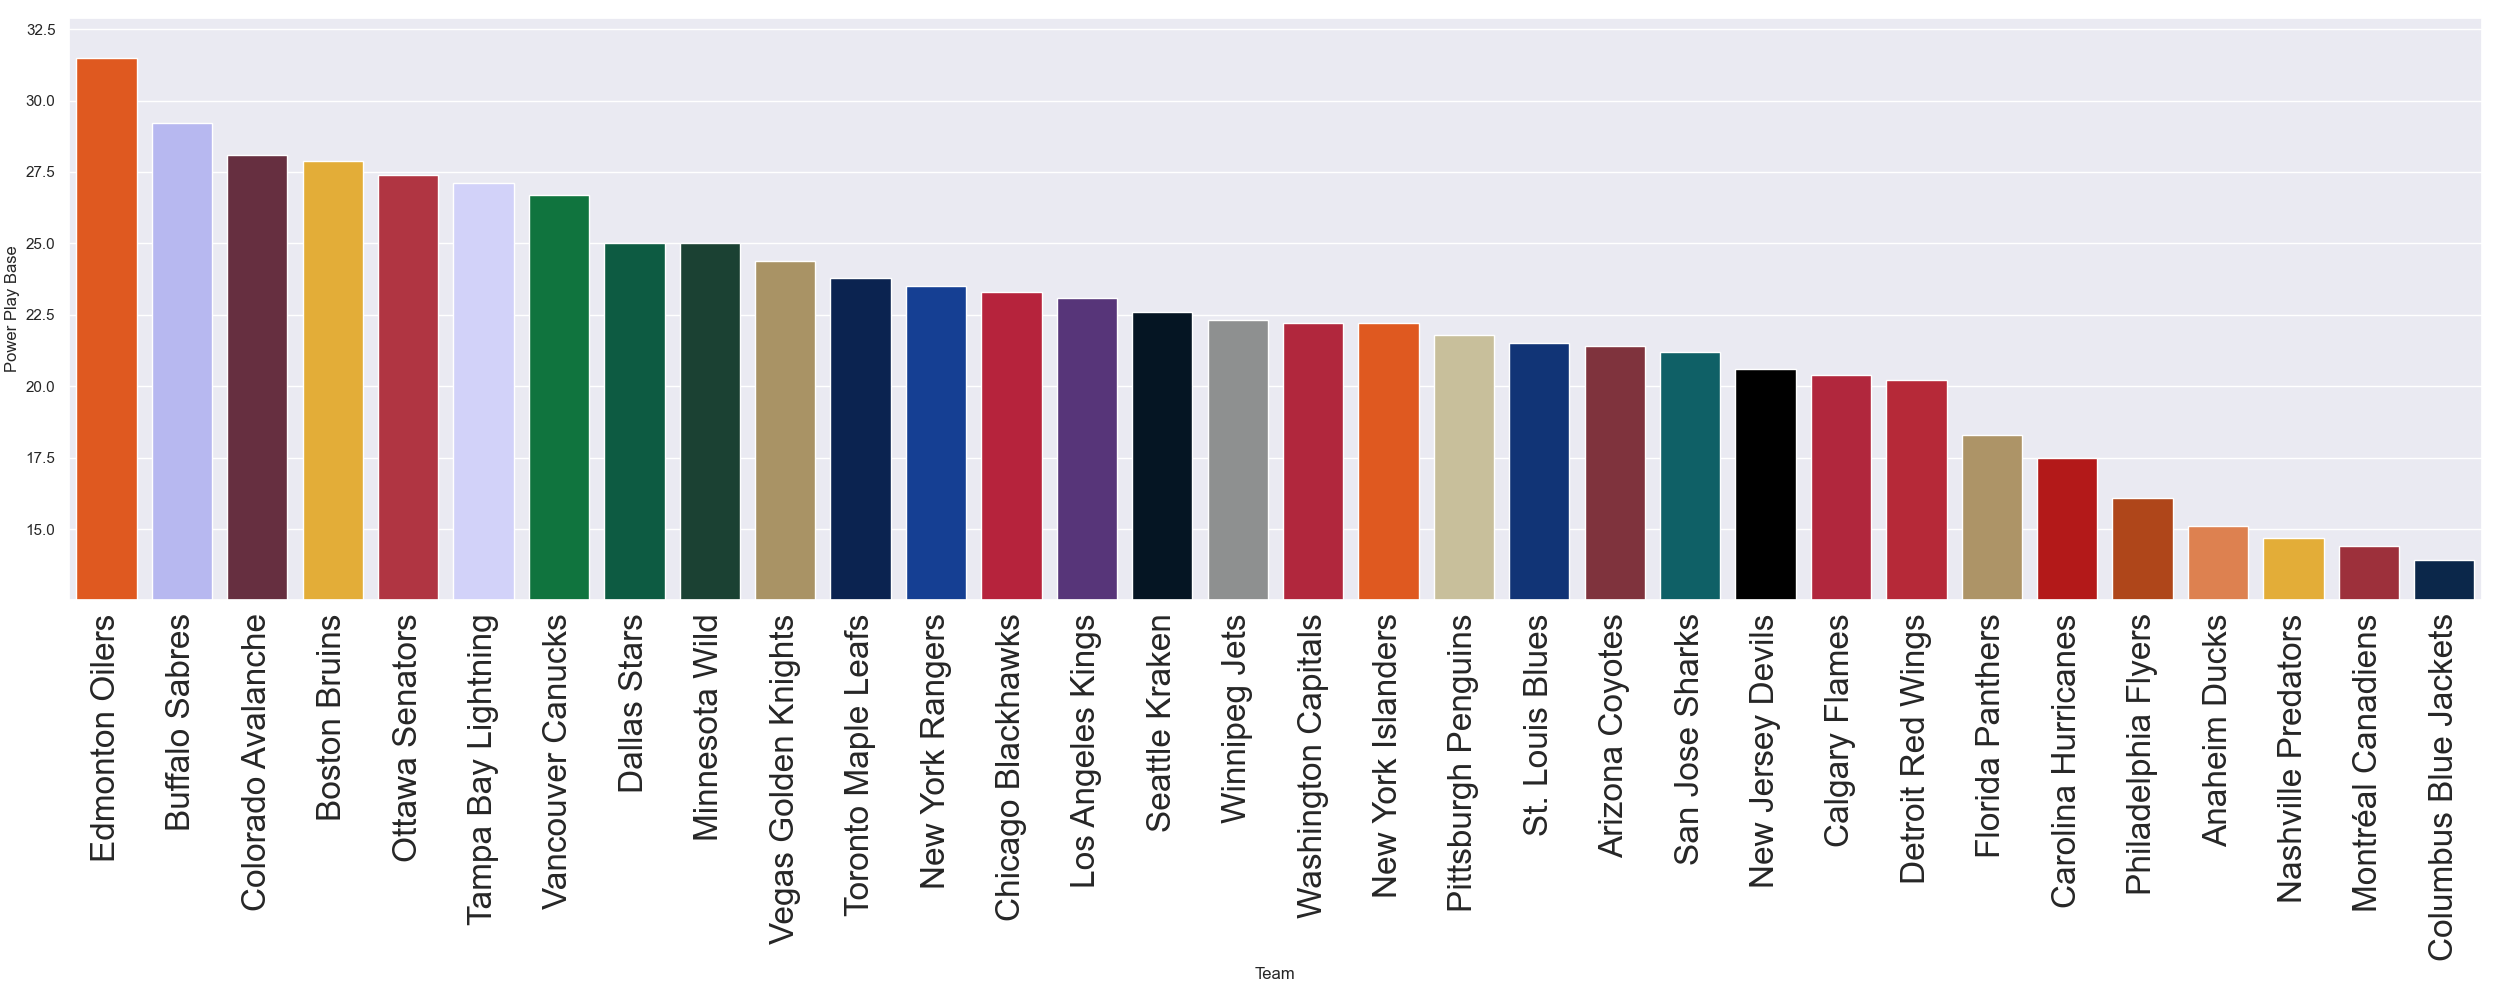 32.5
30.0
27.5
25.0
22.5
20.0
17.5
15.0
Power Play Base
Edmonton Oilers
Buffalo Sabres
Colorado Avalanche
Boston Bruins
Ottawa Senators
Tampa Bay Lightning
Vancouver Canucks
Dallas Stars
Minnesota Wild
Vegas Golden Knights
Toronto Maple Leafs
New York Rangers
Chicago Blackhawks
Los Angeles Kings
Seattle Kraken
Winnipeg Jets
Washington Capitals
New York Islanders
Pittsburgh Penguins
St. Louis Blues
Arizona Coyotes
San Jose Sharks
New Jersey Devils
Calgary Flames
Detroit Red Wings
Florida Panthers
Carolina Hurricanes
Philadelphia Flyers
Anaheim Ducks
Nashville Predators
Montréal Canadiens
Columbus Blue Jackets
Team